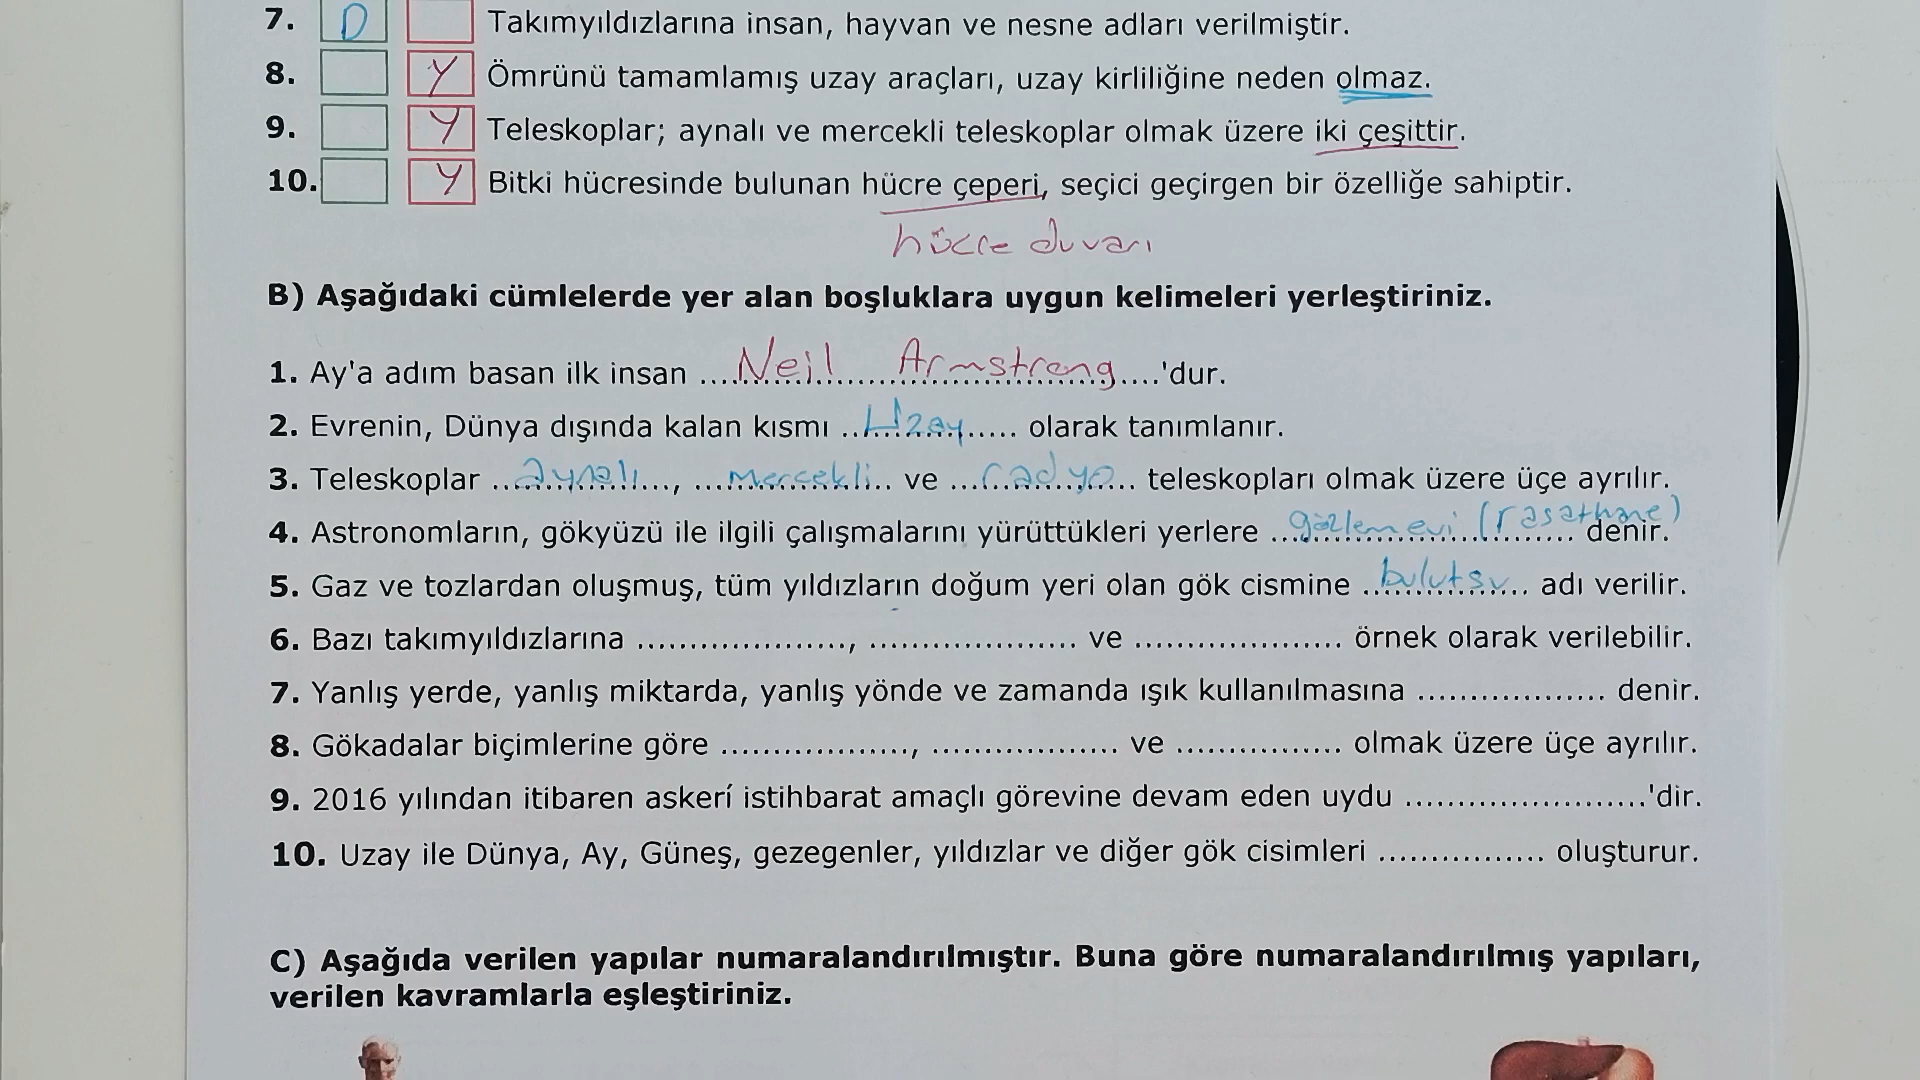 7. D Takımyıldızlarına insan, hayvan ve nesne adları verilmiştir.
8. Y Ömrünü tamamlamış uzay araçları, uzay kirliliğine neden olmaz.
9. Y Teleskoplar; aynalı ve mercekli teleskoplar olmak üzere iki çeşittir.
10. Y Bitki hücresinde bulunan hücre çeperi, seçici geçirgen bir özelliğe sahiptir.
hücre duvarı
B) Aşağıdaki cümlelerde yer alan boşluklara uygun kelimeleri yerleştiriniz.
1. Ay'a adım basan ilk insan ....Neil Armstrong....'dur.
2. Evrenin, Dünya dışında kalan kısmı ..Uzay..... olarak tanımlanır.
3. Teleskoplar ...aynalı..., ...mercekli.. ve ...radyo... teleskopları olmak üzere üçe ayrılır.
4. Astronomların, gökyüzü ile ilgili çalışmalarını yürüttükleri yerlere ...gözlem evi (rasathane)... denir.
5. Gaz ve tozlardan oluşmuş, tüm yıldızların doğum yeri olan gök cismine ..bulutsu... adı verilir.
6. Bazı takımyıldızlarına ...................., .................... ve .................... örnek olarak verilebilir.
7. Yanlış yerde, yanlış miktarda, yanlış yönde ve zamanda ışık kullanılmasına .................. denir.
8. Gökadalar biçimlerine göre .................., .................. ve ................ olmak üzere üçe ayrılır.
9. 2016 yılından itibaren askerí istihbarat amaçlı görevine devam eden uydu .......................'dir.
10. Uzay ile Dünya, Ay, Güneş, gezegenler, yıldızlar ve diğer gök cisimleri ................ oluşturur.
C) Aşağıda verilen yapılar numaralandırılmıştır. Buna göre numaralandırılmış yapıları,
verilen kavramlarla eşleştiriniz.